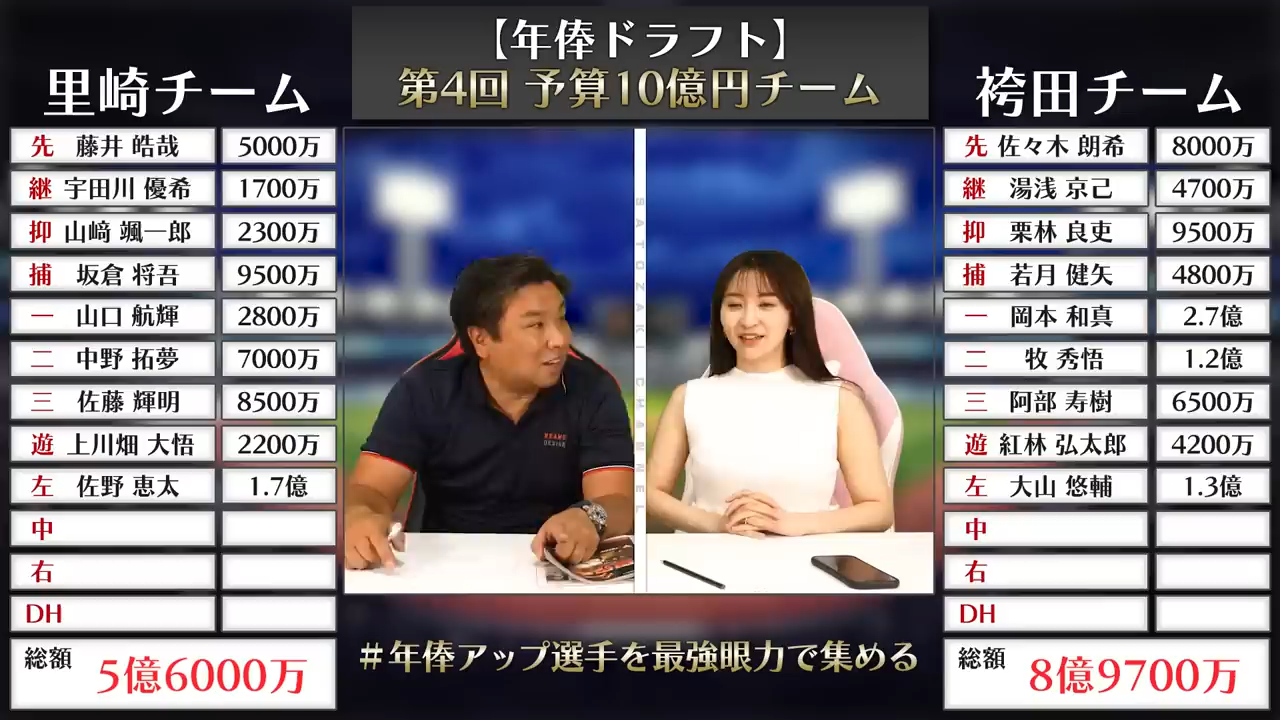 【年俸ドラフト】
第4回 予算10億円チーム
里崎チーム
先 藤井 皓哉 5000万
継 宇田川 優希 1700万
抑 山﨑 颯一郎 2300万
捕 坂倉 将吾 9500万
一 山口 航輝 2800万
二 中野 拓夢 7000万
三 佐藤 輝明 8500万
遊 上川畑 大悟 2200万
左 佐野 恵太 1.7億
中
右
DH
総額 5億6000万
袴田チーム
先 佐々木 朗希 8000万
継 湯浅 京己 4700万
抑 栗林 良吏 9500万
捕 若月 健矢 4800万
一 岡本 和真 2.7億
二 牧 秀悟 1.2億
三 阿部 寿樹 6500万
遊 紅林 弘太郎 4200万
左 大山 悠輔 1.3億
中
右
DH
総額 8億9700万
SATOZAKI CHANNEL
#年俸アップ選手を最強眼力で集める